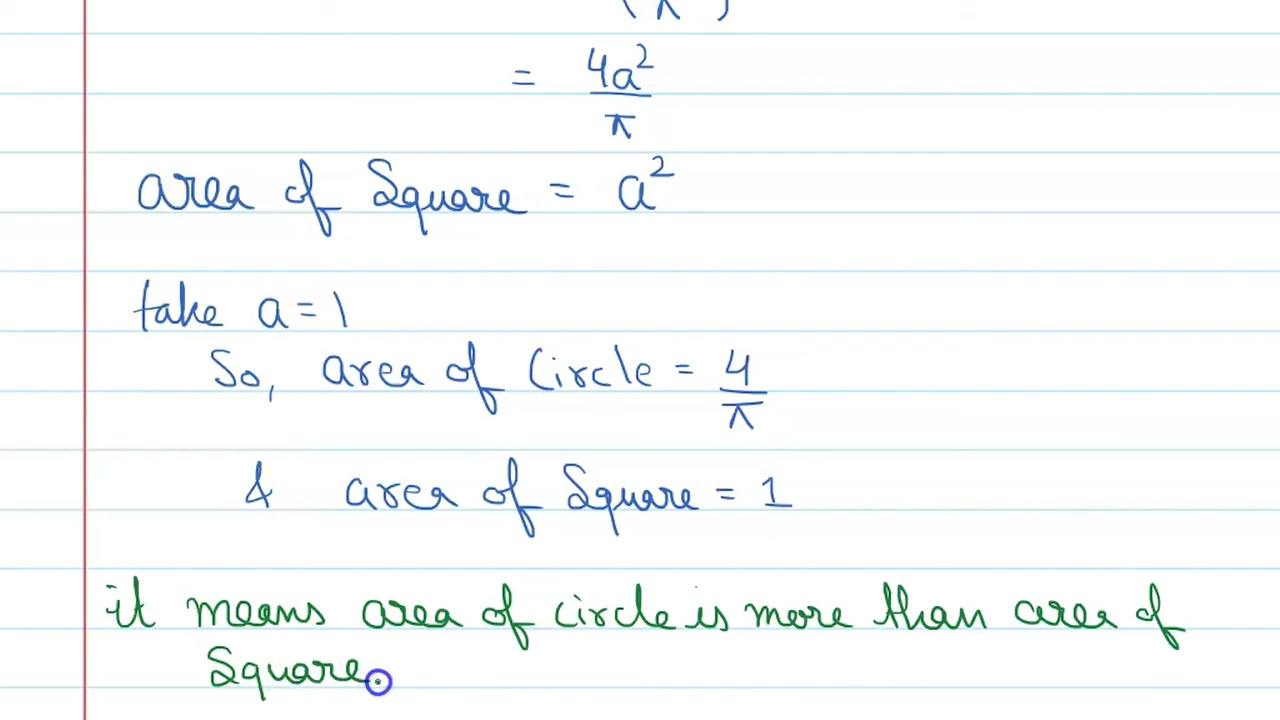 = 4a²/π
area of Square = a²
take a = 1
So, area of Circle = 4/π
& area of Square = 1
it means area of circle is more than area of
Square.